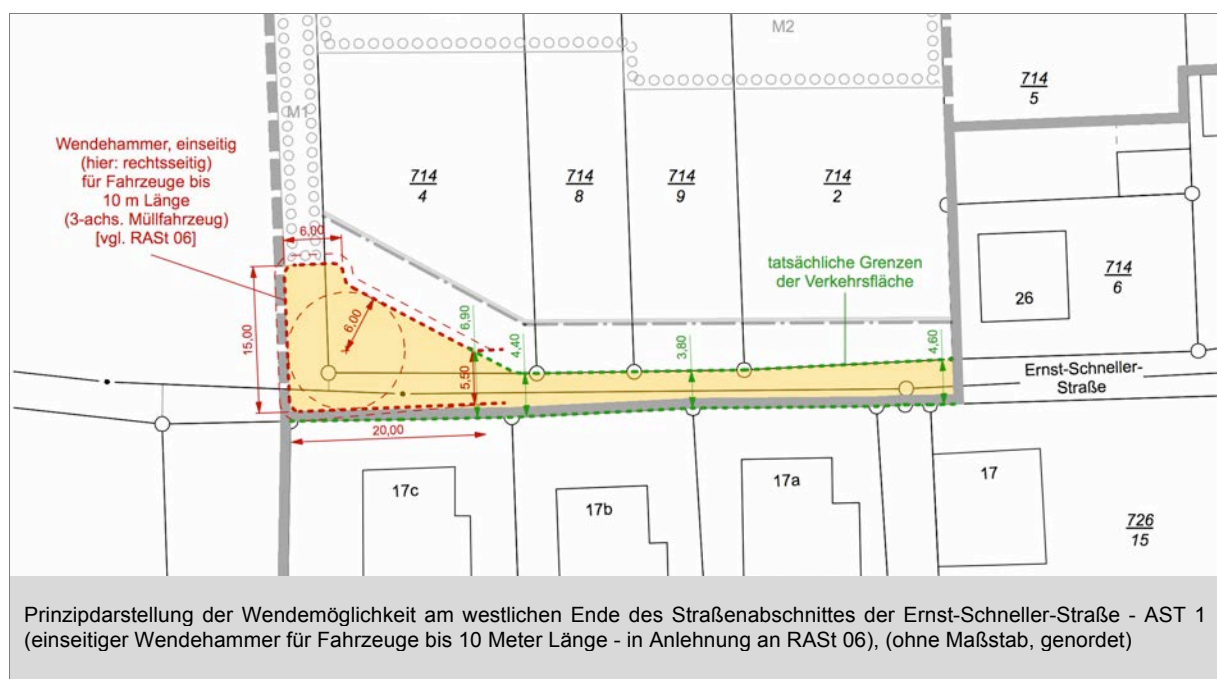 M1
M2
714
5
Wendehammer, einseitig
(hier: rechtsseitig)
für Fahrzeuge bis
10 m Länge
(3-achs. Müllfahrzeug)
[vgl. RASt 06]
714
4
714
8
714
9
714
2
6,00
tatsächliche Grenzen
der Verkehrsfläche
714
6
26
15,00
6,00
6,90
4,40
5,50
3,80
4,60
Ernst-Schneller-
Straße
20,00
17c
17b
17a
17
726
15
Prinzipdarstellung der Wendemöglichkeit am westlichen Ende des Straßenabschnittes der Ernst-Schneller-Straße - AST 1
(einseitiger Wendehammer für Fahrzeuge bis 10 Meter Länge - in Anlehnung an RASt 06), (ohne Maßstab, genordet)